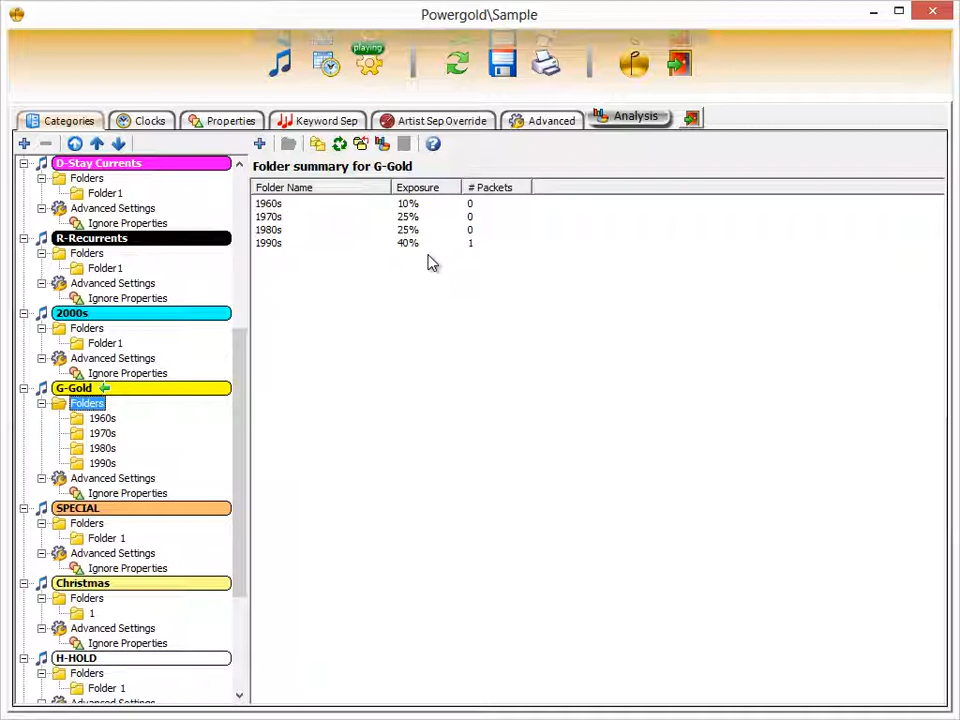 Powergold\Sample
playing
Categories
Clocks
Properties
Keyword Sep
Artist Sep Override
Advanced
Analysis
D-Stay Currents
Folders
Folder1
Advanced Settings
Ignore Properties
R-Recurrents
Folders
Folder1
Advanced Settings
Ignore Properties
2000s
Folders
Folder1
Advanced Settings
Ignore Properties
G-Gold
Folders
1960s
1970s
1980s
1990s
Advanced Settings
Ignore Properties
SPECIAL
Folders
Folder 1
Advanced Settings
Ignore Properties
Christmas
Folders
1
Advanced Settings
Ignore Properties
H-HOLD
Folders
Folder 1
Advanced Settings
Folder summary for G-Gold
Folder Name Exposure # Packets
1960s 10% 0
1970s 25% 0
1980s 25% 0
1990s 40% 1